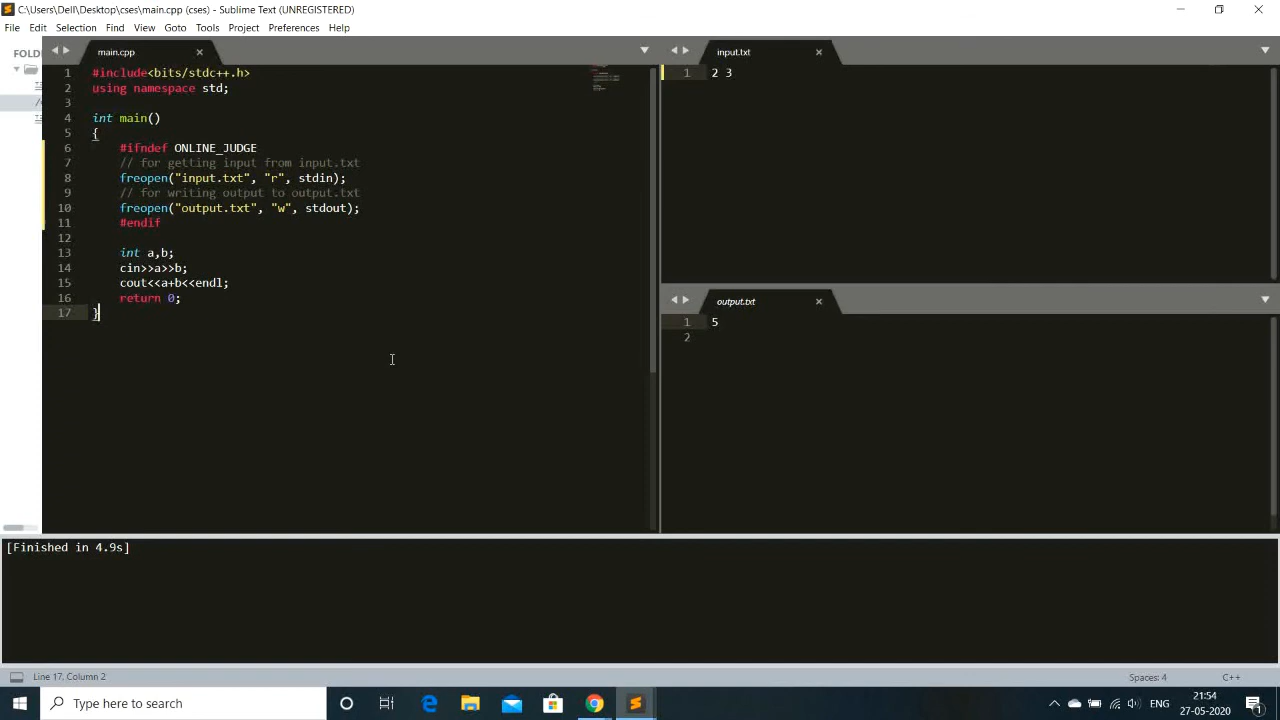 C:\Users\Dell\Desktop\cses\main.cpp (cses) - Sublime Text (UNREGISTERED)
File Edit Selection Find View Goto Tools Project Preferences Help
FOLD
main.cpp
1 #include<bits/stdc++.h>
2 using namespace std;
3
4 int main()
5 {
6 #ifndef ONLINE_JUDGE
7 // for getting input from input.txt
8 freopen("input.txt", "r", stdin);
9 // for writing output to output.txt
10 freopen("output.txt", "w", stdout);
11 #endif
12
13 int a,b;
14 cin>>a>>b;
15 cout<<a+b<<endl;
16 return 0;
17 }
input.txt
1 2 3
output.txt
1 5
2
[Finished in 4.9s]
Line 17, Column 2
Spaces: 4
C++
Type here to search
ENG
21:54
27-05-2020
1